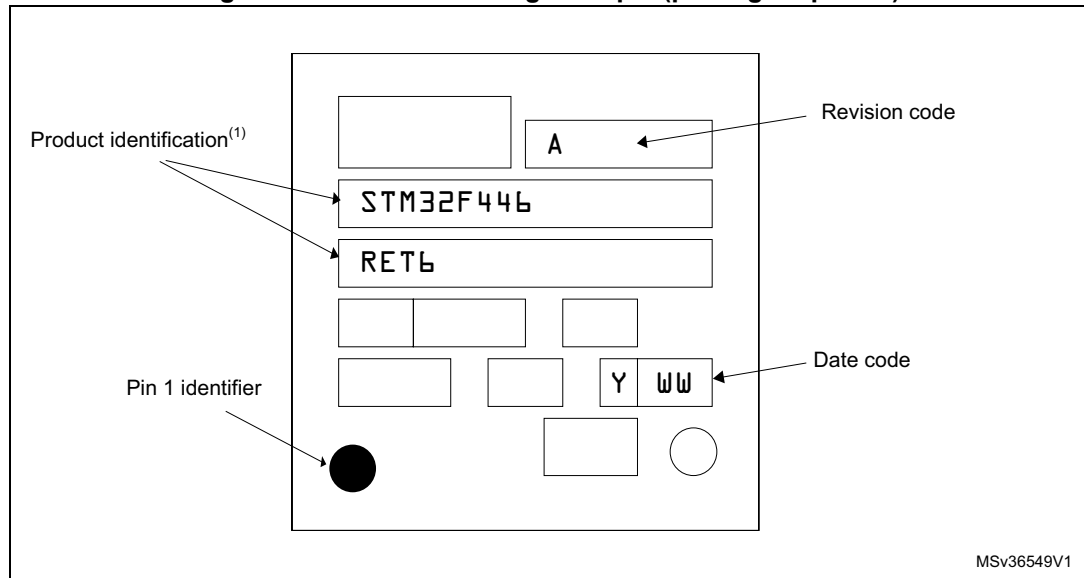 Revision code
Product identification(1)
A
STM32F446
RET6
Date code
Y WW
Pin 1 identifier
MSv36549V1